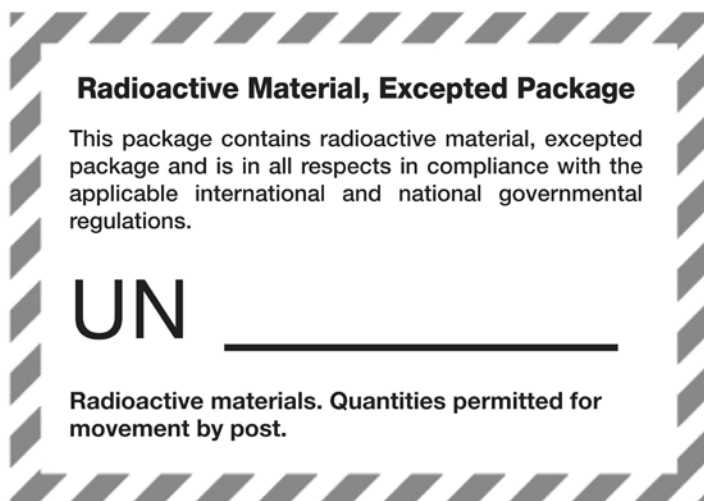 Radioactive Material, Excepted Package
This package contains radioactive material, excepted
package and is in all respects in compliance with the
applicable international and national governmental
regulations.
UN
Radioactive materials. Quantities permitted for
movement by post.